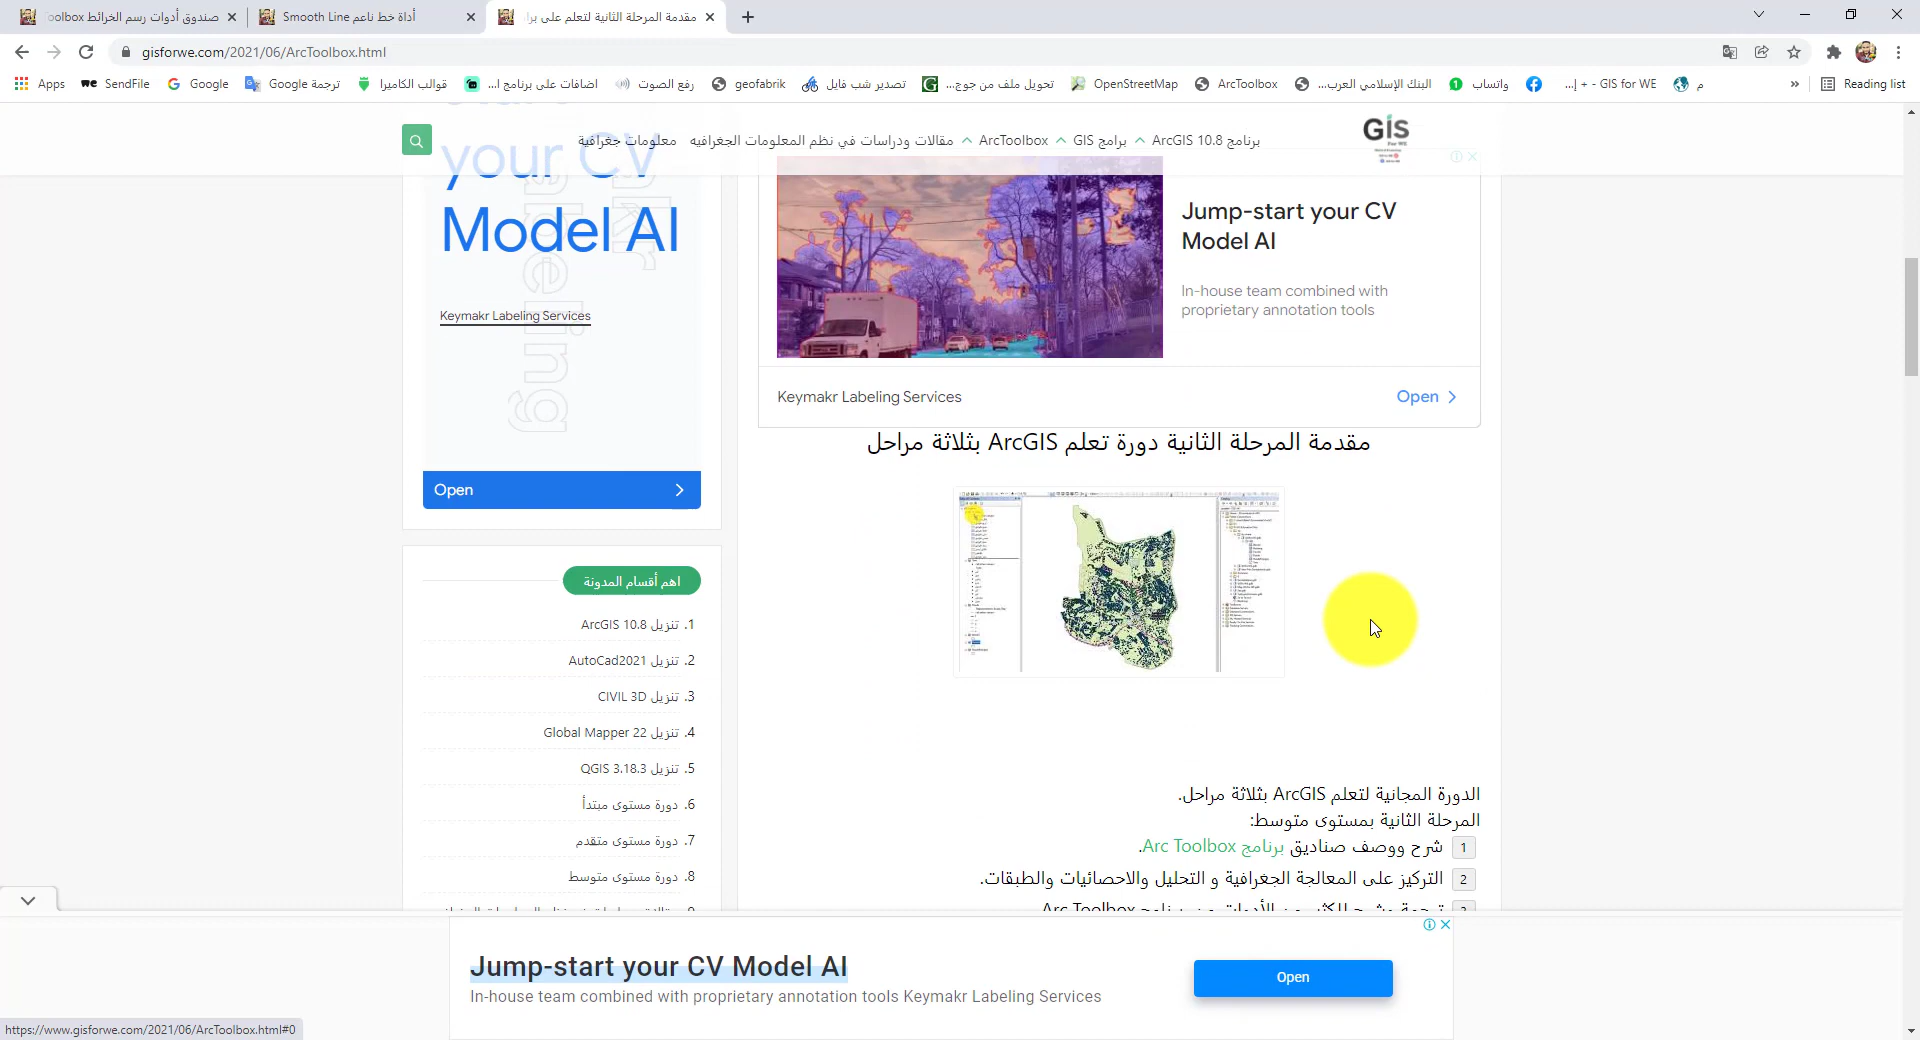 صندوق أدوات رسم الخرائط oolbox
Smooth Line أداة خط ناعم
مقدمة المرحلة الثانية لتعلم على برا
gisforwe.com/2021/06/ArcToolbox.html
Apps
SendFile
Google
ترجمة Google
قوالب الكاميرا
اضافات على برنامج ا...
رفع الصوت
geofabrik
تصدير شب فايل
تحويل ملف من جوج...
OpenStreetMap
ArcToolbox
البنك الإسلامي العرب...
واتساب
GIS for WE - + إ...
م
»
Reading list
برنامج ArcGIS 10.8
برامج GIS
ArcToolbox
مقالات ودراسات في نظم المعلومات الجغرافيه
معلومات جغرافية
GIS
For WE
your CV
Model AI
Keymakr Labeling Services
Open
Jump-start your CV
Model AI
In-house team combined with
proprietary annotation tools
Keymakr Labeling Services
Open
مقدمة المرحلة الثانية دورة تعلم ArcGIS بثلاثة مراحل
اهم أقسام المدونة
1. تنزيل ArcGIS 10.8
2. تنزيل AutoCad2021
3. تنزيل CIVIL 3D
4. تنزيل Global Mapper 22
5. تنزيل QGIS 3.18.3
6. دورة مستوى مبتدأ
7. دورة مستوى متقدم
8. دورة مستوى متوسط
الدورة المجانية لتعلم ArcGIS بثلاثة مراحل.
المرحلة الثانية بمستوى متوسط:
1 شرح ووصف صناديق برنامج Arc Toolbox.
2 التركيز على المعالجة الجغرافية و التحليل والاحصائيات والطبقات.
Jump-start your CV Model AI
In-house team combined with proprietary annotation tools Keymakr Labeling Services
Open
https://www.gisforwe.com/2021/06/ArcToolbox.html#0